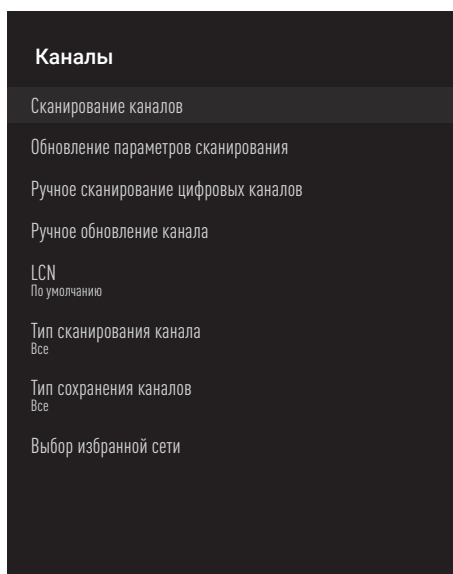 Каналы
Сканирование каналов
Обновление параметров сканирования
Ручное сканирование цифровых каналов
Ручное обновление канала
LCN
По умолчанию
Тип сканирования канала
Все
Тип сохранения каналов
Все
Выбор избранной сети